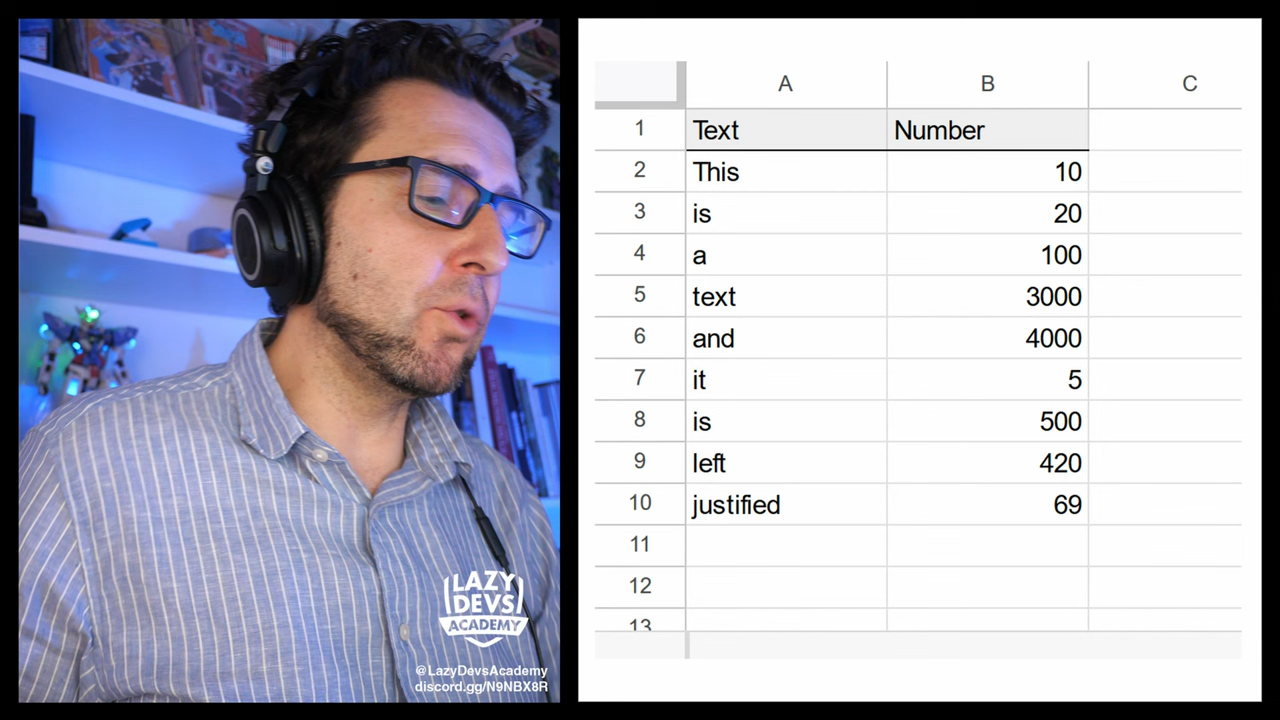 LAZY
DEVS
ACADEMY
@LazyDevsAcademy
discord.gg/N9NBX8R
A B C
1 Text Number
2 This 10
3 is 20
4 a 100
5 text 3000
6 and 4000
7 it 5
8 is 500
9 left 420
10 justified 69
11
12
13